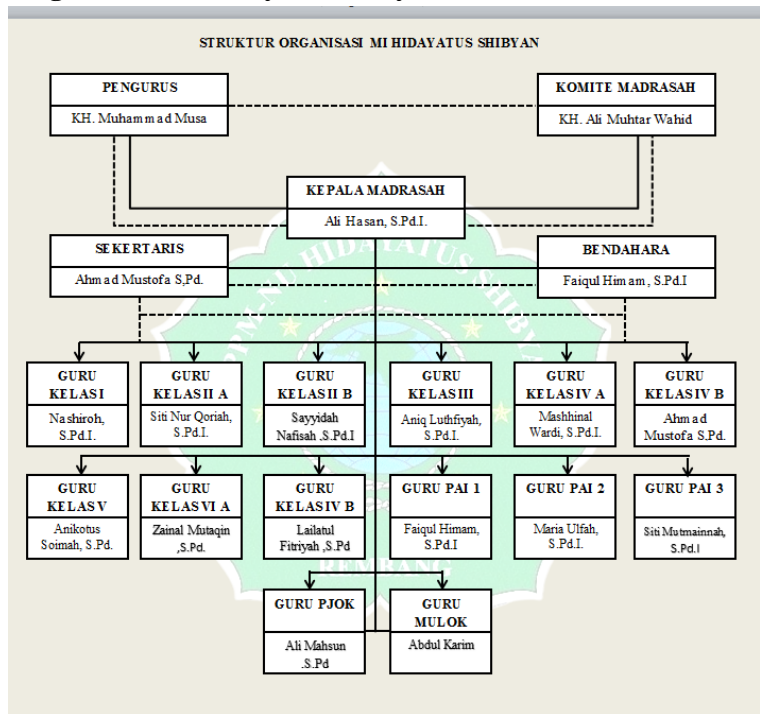 STRUKTUR ORGANISASI MI HIDAYATUS SHIBYAN
PENGURUS
KH. Muhammad Musa
KOMITE MADRASAH
KH. Ali Muhtar Wahid
KEPALA MADRASAH
Ali Hasan, S.Pd.I.
SEKERTARIS
Ahmad Mustofa S,Pd.
BENDAHARA
Faiqul Himam, S.Pd.I
PPM-NU HIDAYATUS SHIBYAN
GURU
KELAS I
Nashiroh,
S.Pd.I.
GURU
KELAS II A
Siti Nur Qoriah,
S.Pd.I.
GURU
KELAS II B
Sayyidah
Nafisah .S.Pd.I
GURU
KELAS III
Aniq Luthfiyah,
S.Pd.I.
GURU
KELAS IV A
Mashhinal
Wardi, S.Pd.I.
GURU
KELAS IV B
Ahmad
Mustofa S.Pd.
GURU
KELAS V
Anikotus
Soimah, S.Pd.
GURU
KELAS VI A
Zainal Mutaqin
,S.Pd.
GURU
KELAS IV B
Lailatul
Fitriyah ,S.Pd
GURU PAI 1
Faiqul Himam,
S.Pd.I
GURU PAI 2
Maria Ulfah,
S.Pd.I.
GURU PAI 3
Siti Mutmainnah,
S.Pd.I
REMBANG
GURU PJOK
Ali Mahsun
.S.Pd
GURU
MULOK
Abdul Karim